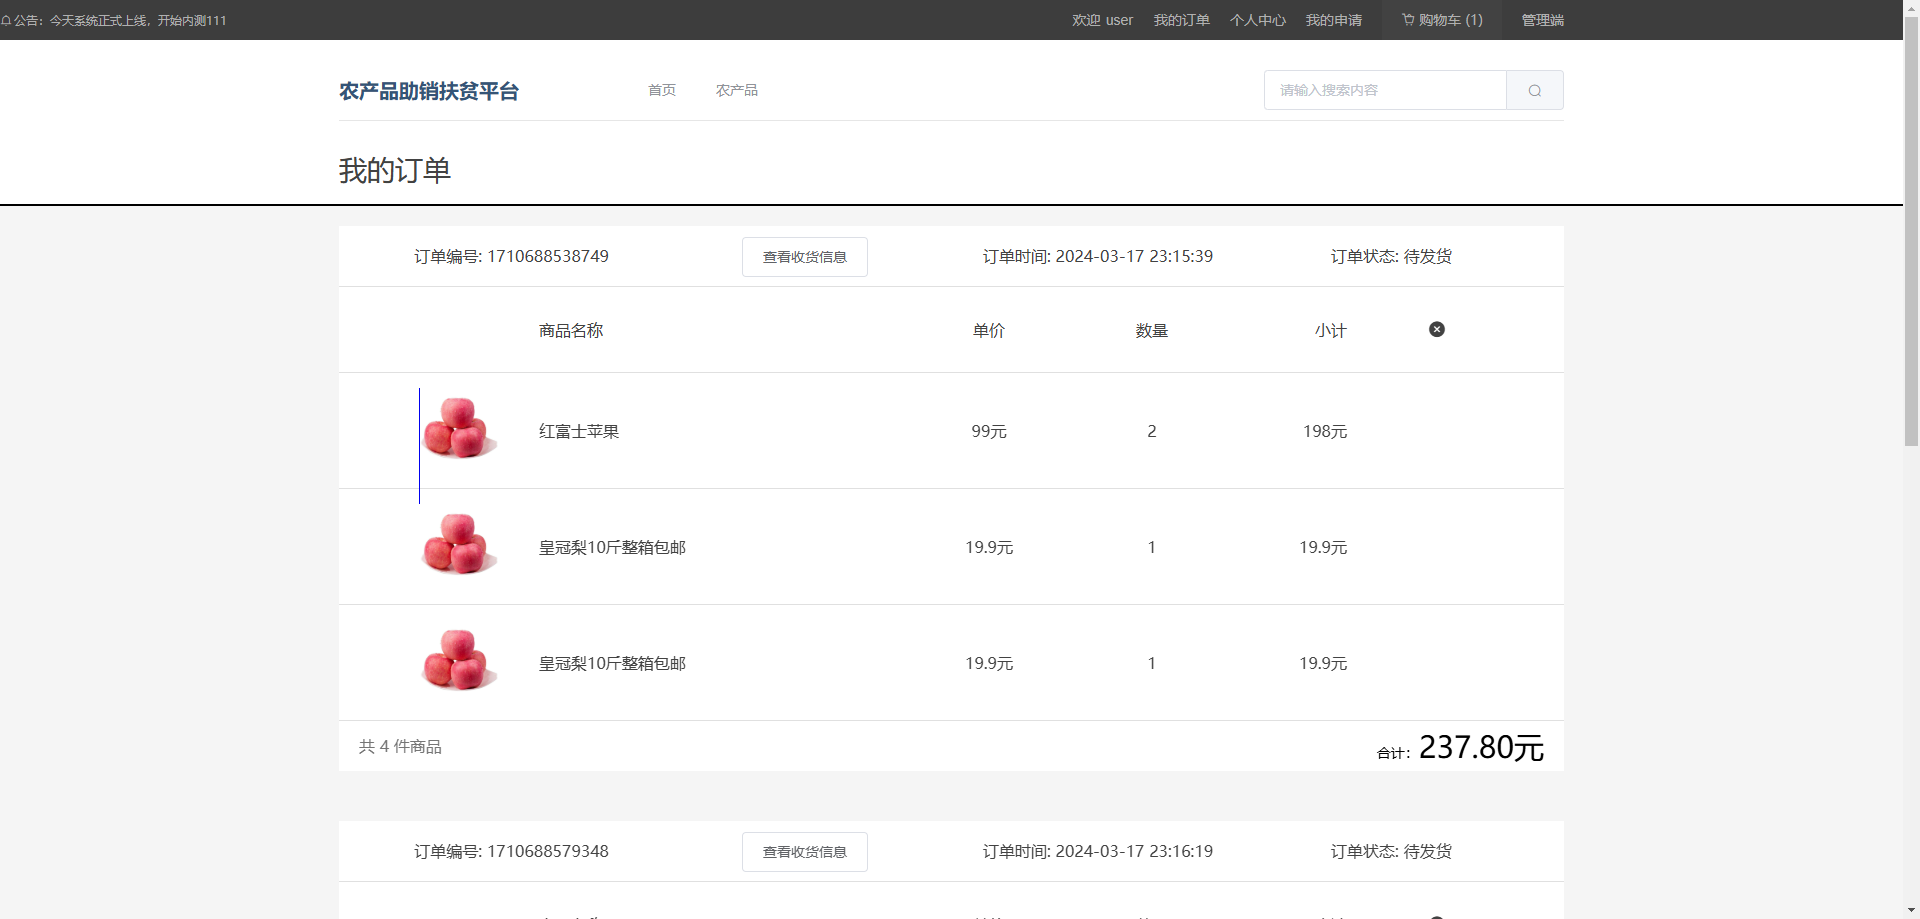 公告：今天系统正式上线，开始内测111
欢迎 user 我的订单 个人中心 我的申请 购物车 (1) 管理端
农产品助销扶贫平台 首页 农产品 请输入搜索内容
我的订单
订单编号: 1710688538749 查看收货信息 订单时间: 2024-03-17 23:15:39 订单状态: 待发货
商品名称 单价 数量 小计
红富士苹果 99元 2 198元
皇冠梨10斤整箱包邮 19.9元 1 19.9元
皇冠梨10斤整箱包邮 19.9元 1 19.9元
共 4 件商品 合计：237.80元
订单编号: 1710688579348 查看收货信息 订单时间: 2024-03-17 23:16:19 订单状态: 待发货